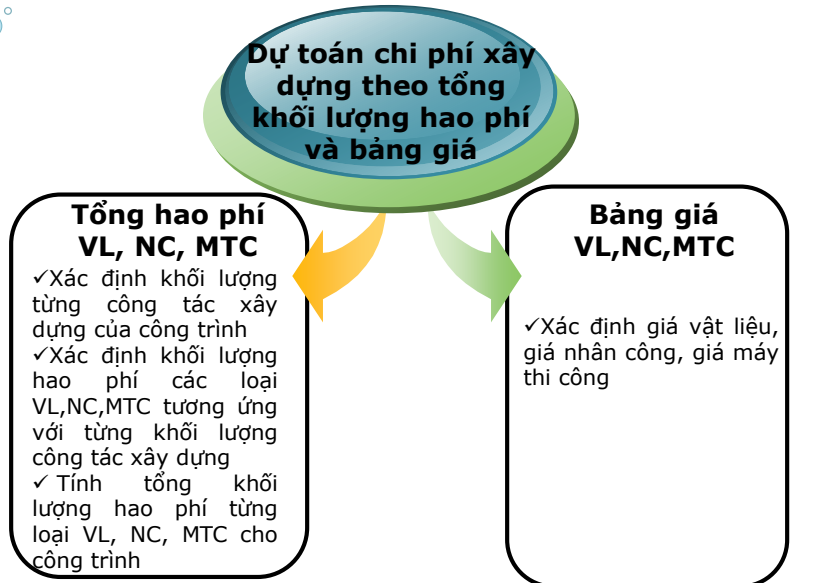 Dự toán chi phí xây
dựng theo tổng
khối lượng hao phí
và bảng giá
Tổng hao phí
VL, NC, MTC
✓Xác định khối lượng
từng công tác xây
dựng của công trình
✓Xác định khối lượng
hao phí các loại
VL,NC,MTC tương ứng
với từng khối lượng
công tác xây dựng
✓ Tính tổng khối
lượng hao phí từng
loại VL, NC, MTC cho
công trình
Bảng giá
VL,NC,MTC
✓Xác định giá vật liệu,
giá nhân công, giá máy
thi công